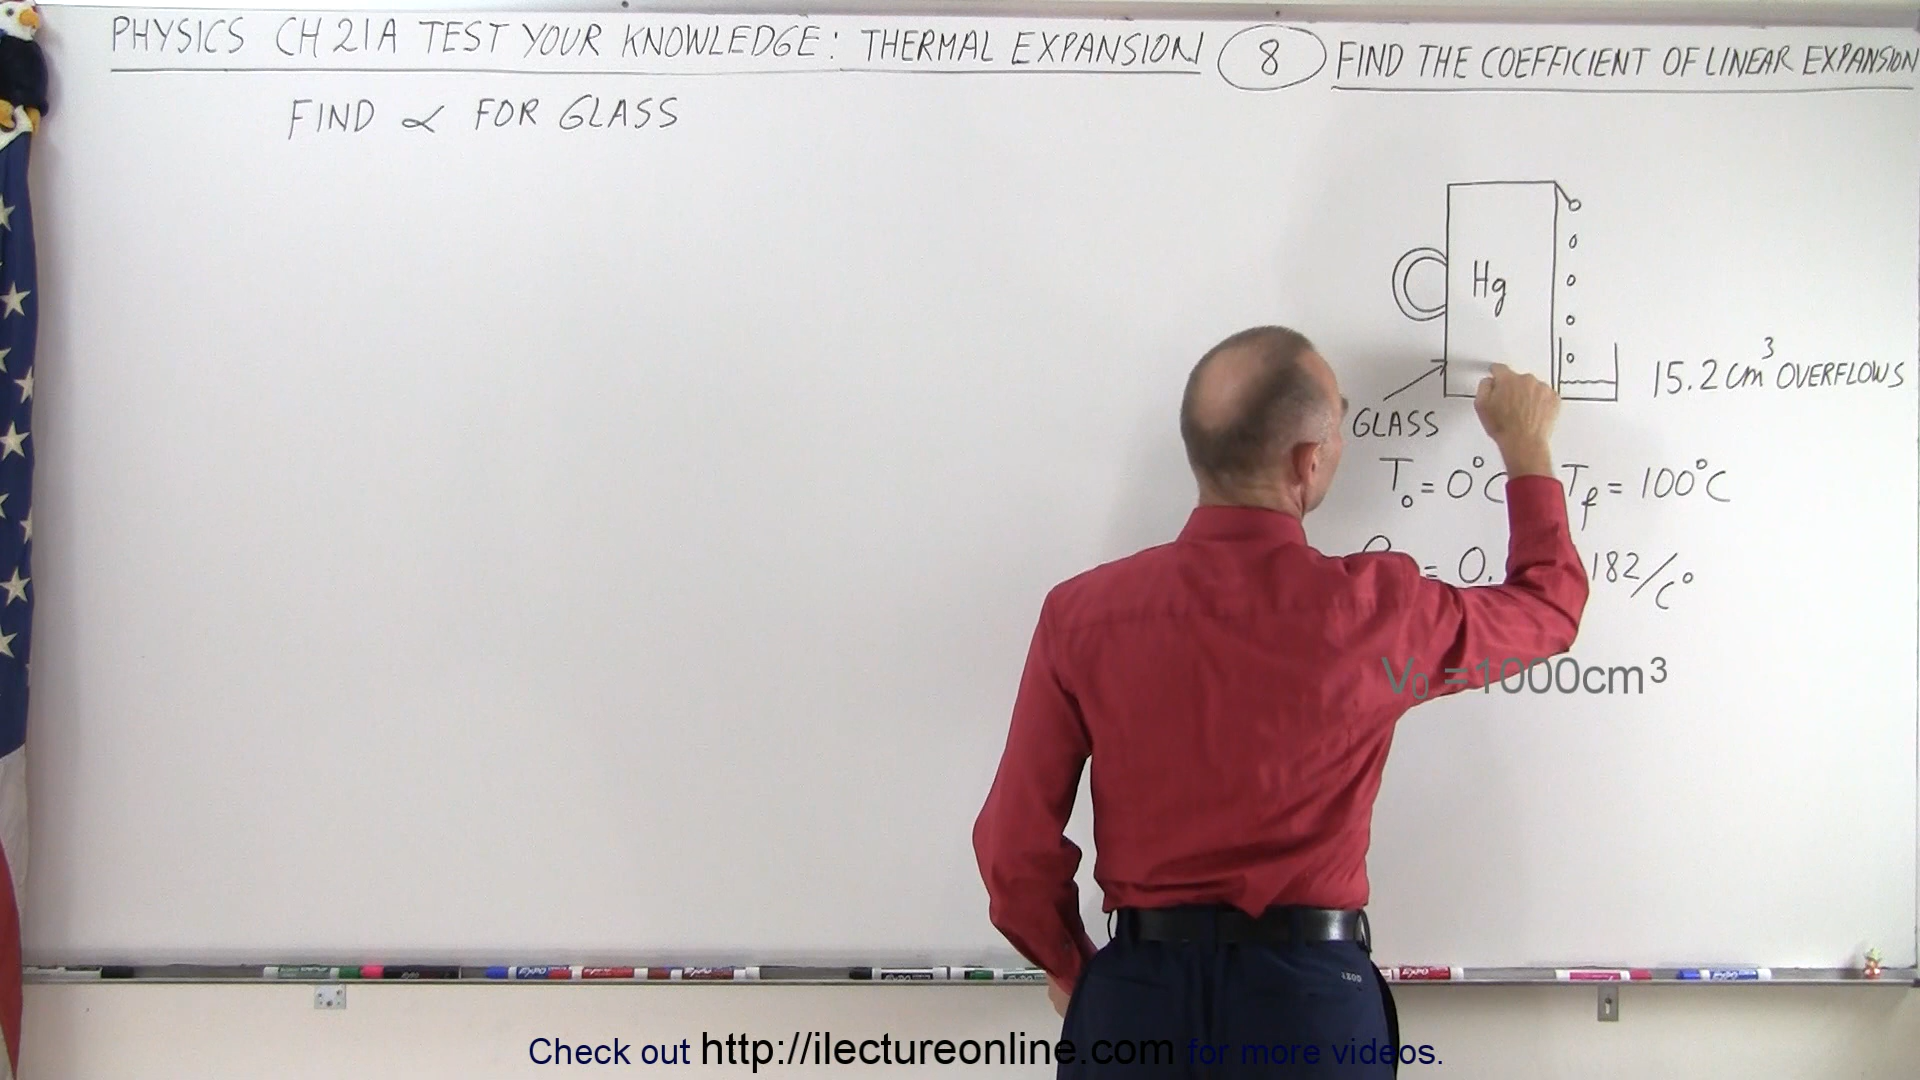 PHYSICS CH 21A TEST YOUR KNOWLEDGE: THERMAL EXPANSION 8 FIND THE COEFFICIENT OF LINEAR EXPANSION
FIND ∝ FOR GLASS
Hg
15.2 cm³ OVERFLOWS
GLASS
T₀ = 0°C T_f = 100°C
= 0. 182/C°
V₀ =1000cm³
IZOD
Check out http://ilectureonline.com for more videos.